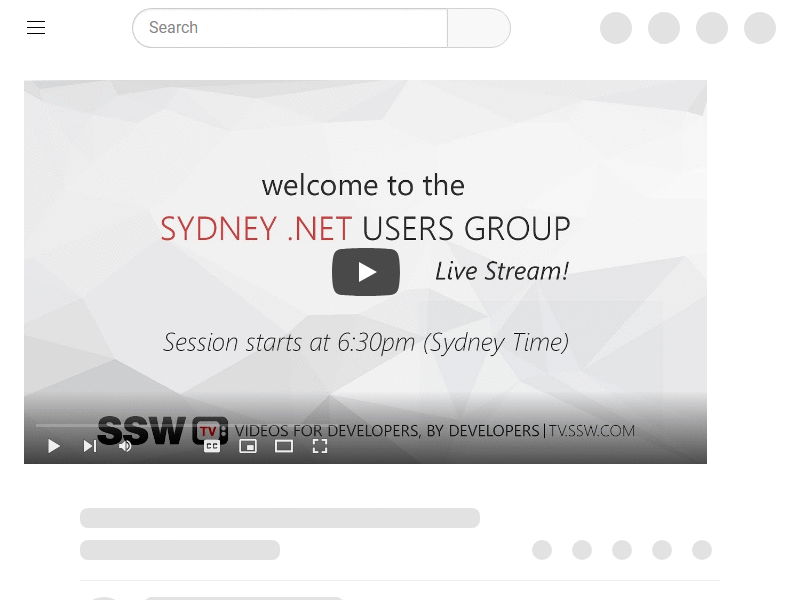 Search
welcome to the
SYDNEY .NET USERS GROUP
Live Stream!
Session starts at 6:30pm (Sydney Time)
SSW TV VIDEOS FOR DEVELOPERS, BY DEVELOPERS | TV.SSW.COM
CC